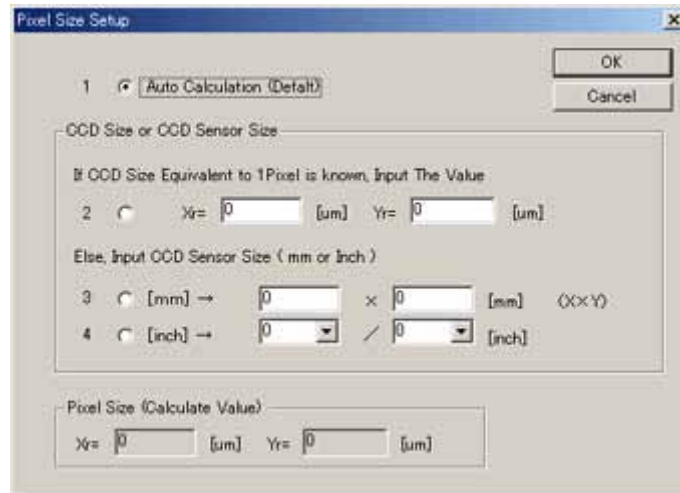 Pixel Size Setup
OK
1 Auto Calculation (Defalt)
Cancel
CCD Size or CCD Sensor Size
If CCD Size Equivalent to 1Pixel is known, Input The Value
2 Xr= 0 [um] Yr= 0 [um]
Else, Input CCD Sensor Size ( mm or Inch )
3 [mm] → 0 × 0 [mm] (X×Y)
4 [inch] → 0 / 0 [inch]
Pixel Size (Calculate Value)
Xr= 0 [um] Yr= 0 [um]